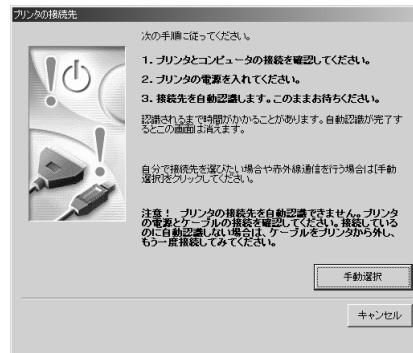 プリンタの接続先
次の手順に従ってください。
1. プリンタとコンピュータの接続を確認してください。
2. プリンタの電源を入れてください。
3. 接続先を自動認識します。このままお待ちください。
認識されるまで時間がかかることがあります。自動認識が完了す
るとこの画面は消えます。
自分で接続先を選びたい場合や赤外線通信を行う場合は[手動
選択]をクリックしてください。
注意！ プリンタの接続先を自動認識できません。プリンタ
の電源とケーブルの接続を確認してください。接続している
のに自動認識しない場合は、ケーブルをプリンタから外し、
もう一度接続してみてください。
手動選択
キャンセル